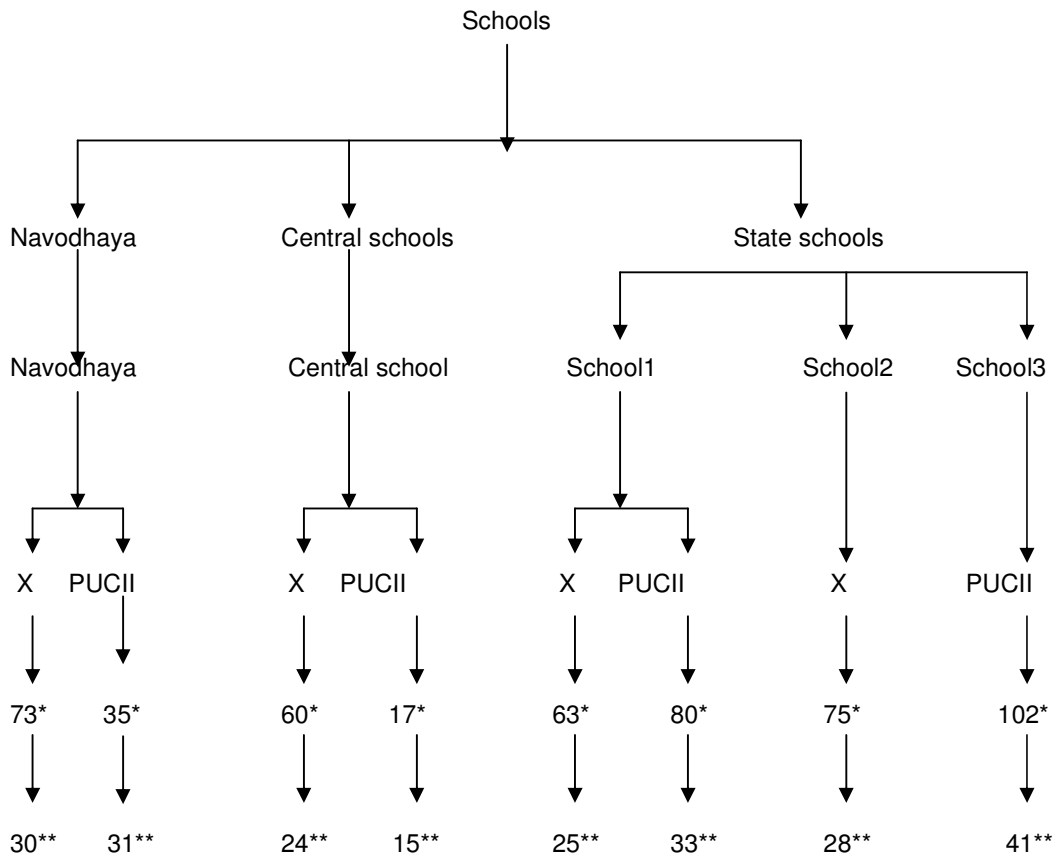 Schools
Navodhaya Central schools State schools
Navodhaya Central school School1 School2 School3
X PUCII X PUCII X PUCII X PUCII
73* 35* 60* 17* 63* 80* 75* 102*
30** 31** 24** 15** 25** 33** 28** 41**